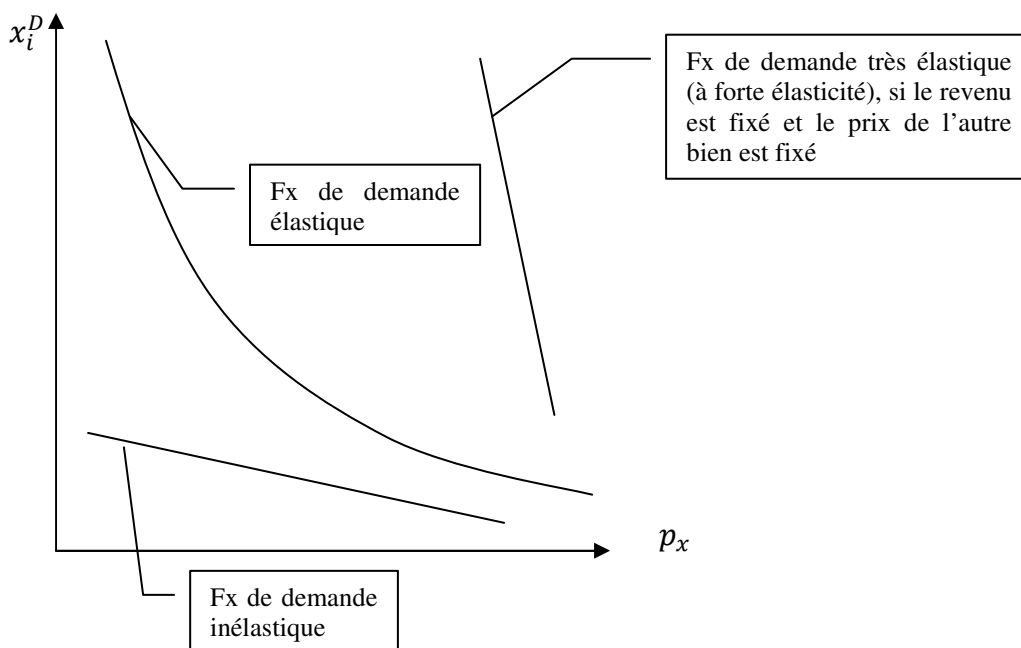 x_i^D
Fx de demande très élastique
(à forte élasticité), si le revenu
est fixé et le prix de l'autre
bien est fixé
Fx de demande
élastique
p_x
Fx de demande
inélastique